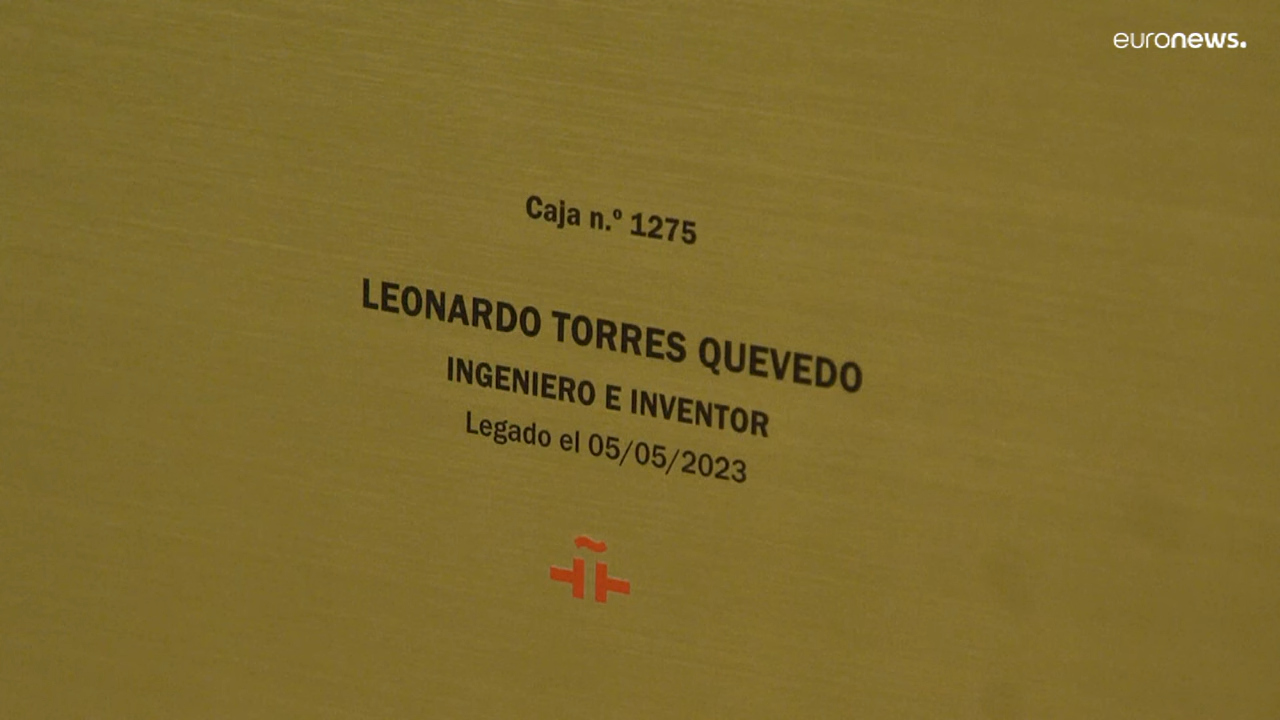 euronews.
Caja n.º 1275
LEONARDO TORRES QUEVEDO
INGENIERO E INVENTOR
Legado el 05/05/2023